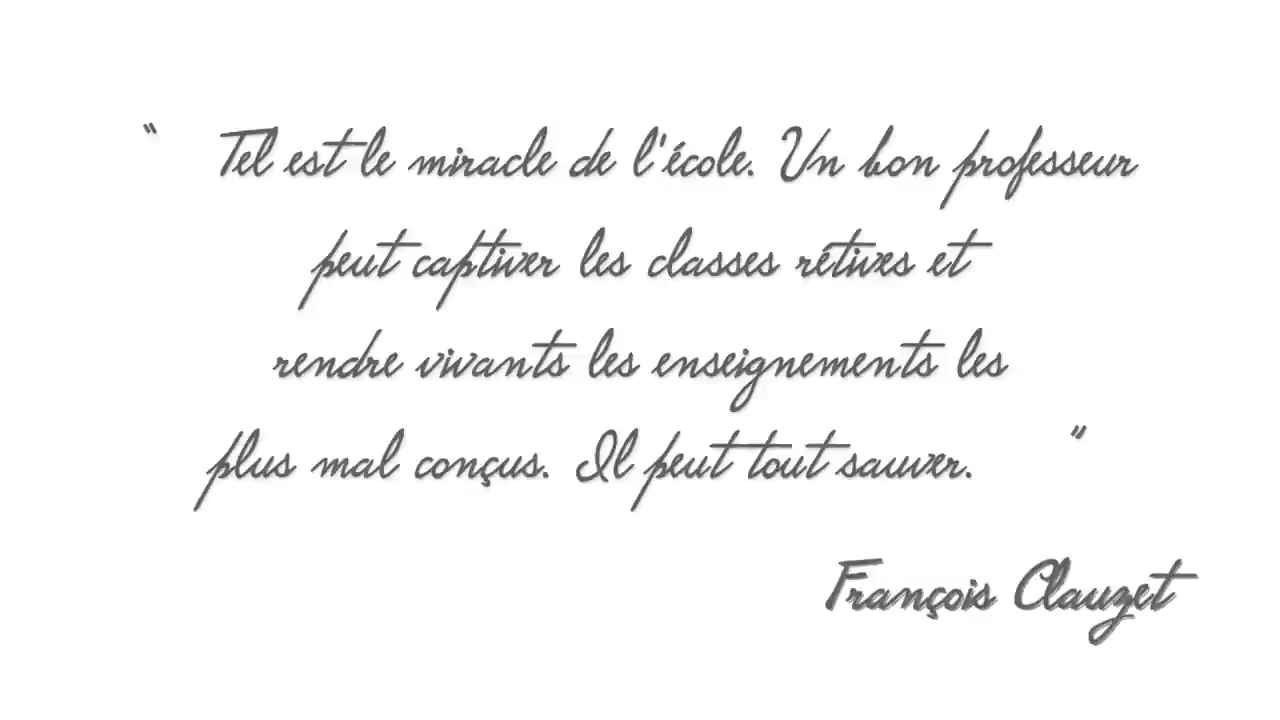 " Tel est le miracle de l'école. Un bon professeur
peut captiver les classes rétives et
rendre vivants les enseignements les
plus mal conçus. Il peut tout sauver. "
François Clauzet